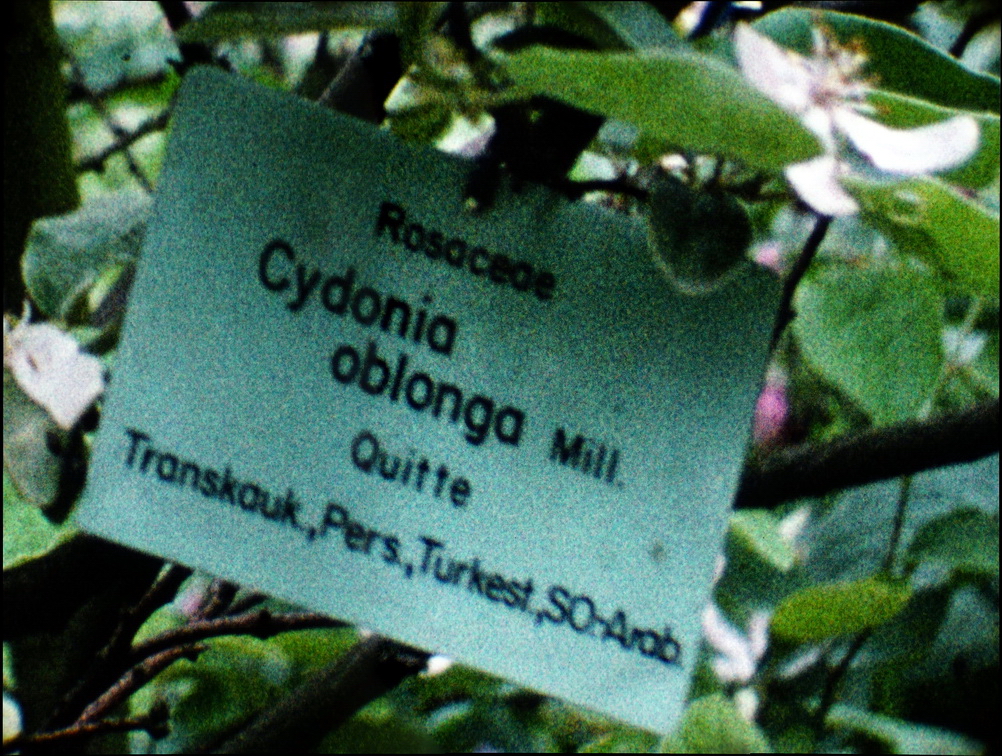 Rosaceae
Cydonia
oblonga Mill.
Quitte
Transkauk.,Pers.,Turkest.,SO-Arab.